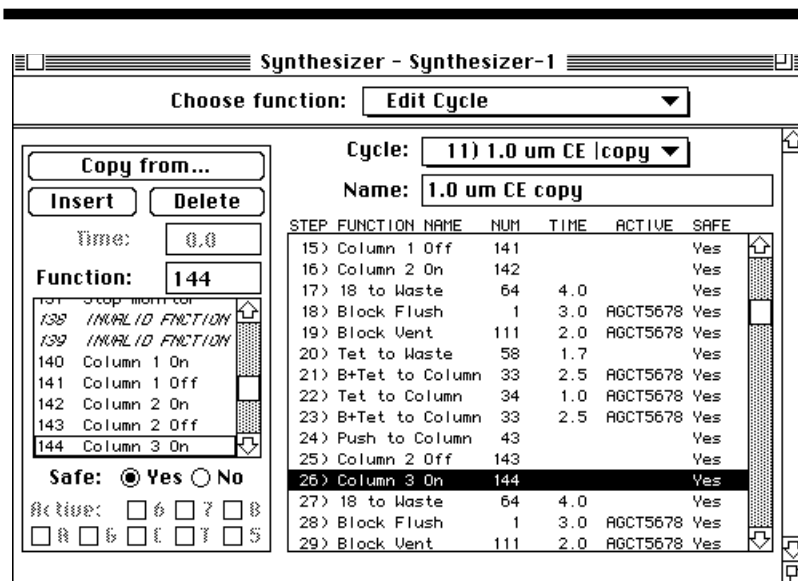 Synthesizer - Synthesizer-1
Choose function: Edit Cycle
Copy from...
Insert Delete
Time: 0.0
Function: 144
137 Stop monitor
138 INVALID FNCTION
139 INVALID FNCTION
140 Column 1 On
141 Column 1 Off
142 Column 2 On
143 Column 2 Off
144 Column 3 On
Safe: Yes No
Active: 6 7 8
A G C T 5
Cycle: 11) 1.0 um CE |copy
Name: 1.0 um CE copy
STEP FUNCTION NAME NUM TIME ACTIVE SAFE
15) Column 1 Off 141 Yes
16) Column 2 On 142 Yes
17) 18 to Waste 64 4.0 Yes
18) Block Flush 1 3.0 AGCT5678 Yes
19) Block Vent 111 2.0 AGCT5678 Yes
20) Tet to Waste 58 1.7 Yes
21) B+Tet to Column 33 2.5 AGCT5678 Yes
22) Tet to Column 34 1.0 AGCT5678 Yes
23) B+Tet to Column 33 2.5 AGCT5678 Yes
24) Push to Column 43 Yes
25) Column 2 Off 143 Yes
26) Column 3 On 144 Yes
27) 18 to Waste 64 4.0 Yes
28) Block Flush 1 3.0 AGCT5678 Yes
29) Block Vent 111 2.0 AGCT5678 Yes